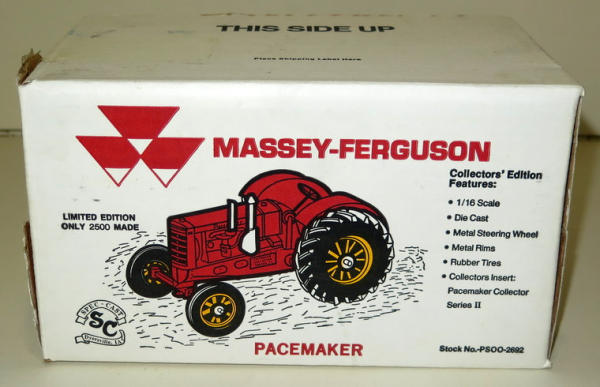 THIS SIDE UP
Place Shipping Label Here
MASSEY-FERGUSON
Collectors' Edition
Features:
• 1/16 Scale
• Die Cast
• Metal Steering Wheel
• Metal Rims
• Rubber Tires
• Collectors Insert:
Pacemaker Collector
Series II
LIMITED EDITION
ONLY 2500 MADE
SPEC-CAST
SC
Dyersville, IA
PACEMAKER
Stock No.-PSOO-2692